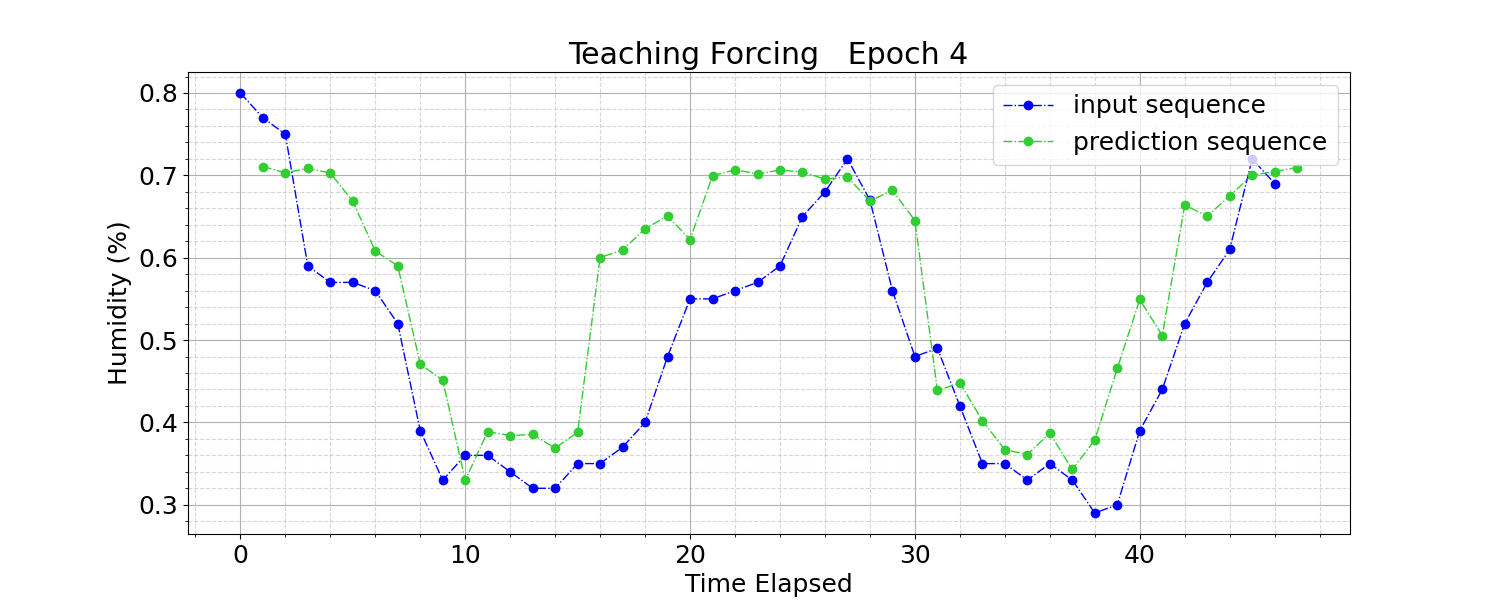 Teaching Forcing   Epoch 4
input sequence
prediction sequence
Humidity (%)
0.8
0.7
0.6
0.5
0.4
0.3
0 10 20 30 40
Time Elapsed